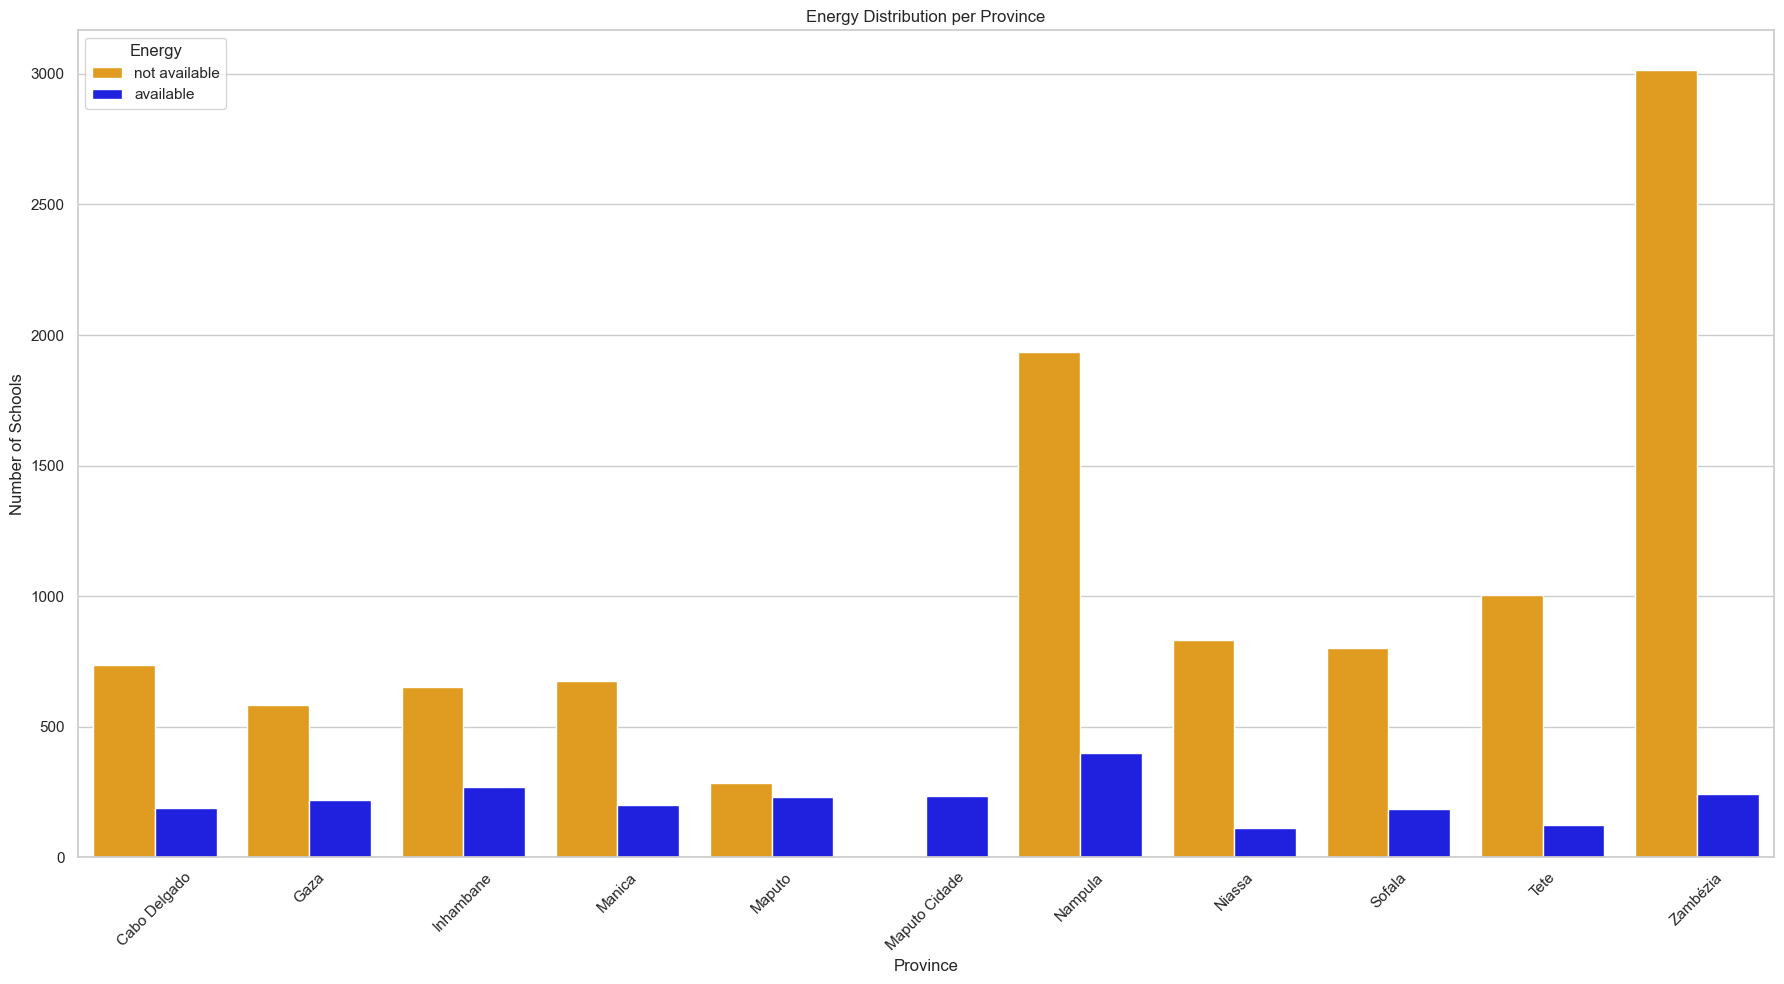 Energy Distribution per Province
Energy
not available
available
3000
2500
2000
1500
1000
500
0
Number of Schools
Cabo Delgado
Gaza
Inhambane
Manica
Maputo
Maputo Cidade
Nampula
Niassa
Sofala
Tete
Zambézia
Province